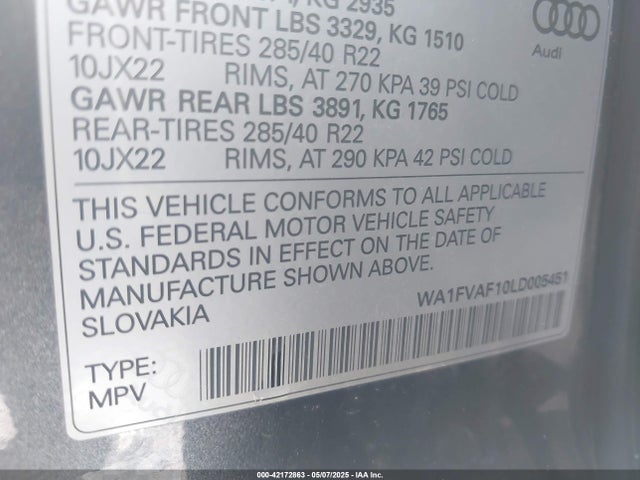 KG 2935
GAWR FRONT LBS 3329, KG 1510
FRONT-TIRES 285/40 R22
10JX22 RIMS, AT 270 KPA 39 PSI COLD
GAWR REAR LBS 3891, KG 1765
REAR-TIRES 285/40 R22
10JX22 RIMS, AT 290 KPA 42 PSI COLD
Audi
THIS VEHICLE CONFORMS TO ALL APPLICABLE
U.S. FEDERAL MOTOR VEHICLE SAFETY
STANDARDS IN EFFECT ON THE DATE OF
MANUFACTURE SHOWN ABOVE.
SLOVAKIA
WA1FVAF10LD005451
TYPE:
MPV
000-42172863 - 05/07/2025 - IAA Inc.